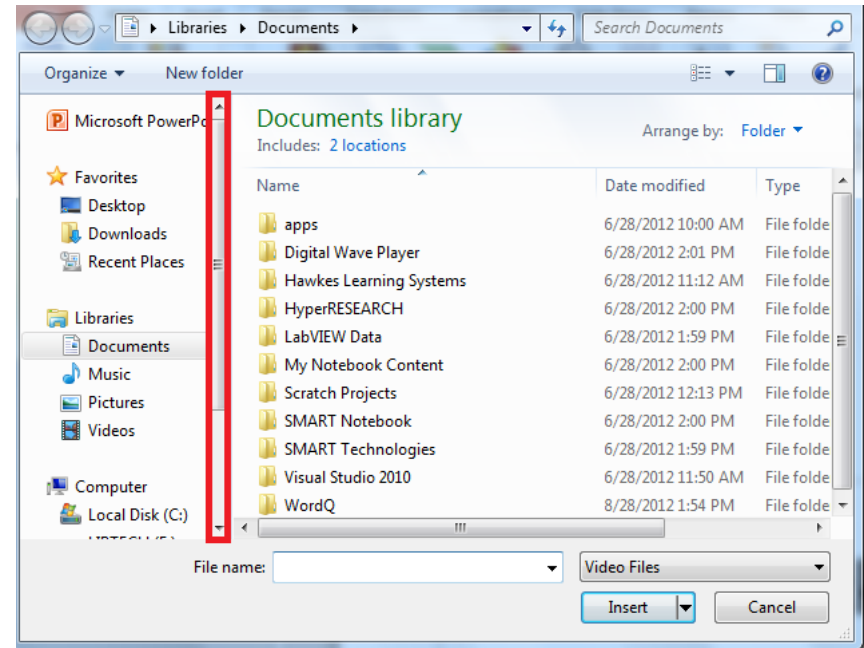 Libraries Documents Search Documents
Organize New folder
Microsoft PowerPo
Favorites
Desktop
Downloads
Recent Places
Libraries
Documents
Music
Pictures
Videos
Computer
Local Disk (C:)
Documents library
Includes: 2 locations
Arrange by: Folder
Name Date modified Type
apps 6/28/2012 10:00 AM File folde
Digital Wave Player 6/28/2012 2:01 PM File folde
Hawkes Learning Systems 6/28/2012 11:12 AM File folde
HyperRESEARCH 6/28/2012 2:00 PM File folde
LabVIEW Data 6/28/2012 1:59 PM File folde
My Notebook Content 6/28/2012 2:00 PM File folde
Scratch Projects 6/28/2012 12:13 PM File folde
SMART Notebook 6/28/2012 2:00 PM File folde
SMART Technologies 6/28/2012 1:59 PM File folde
Visual Studio 2010 6/28/2012 11:50 AM File folde
WordQ 8/28/2012 1:54 PM File folde
File name: Video Files
Insert Cancel